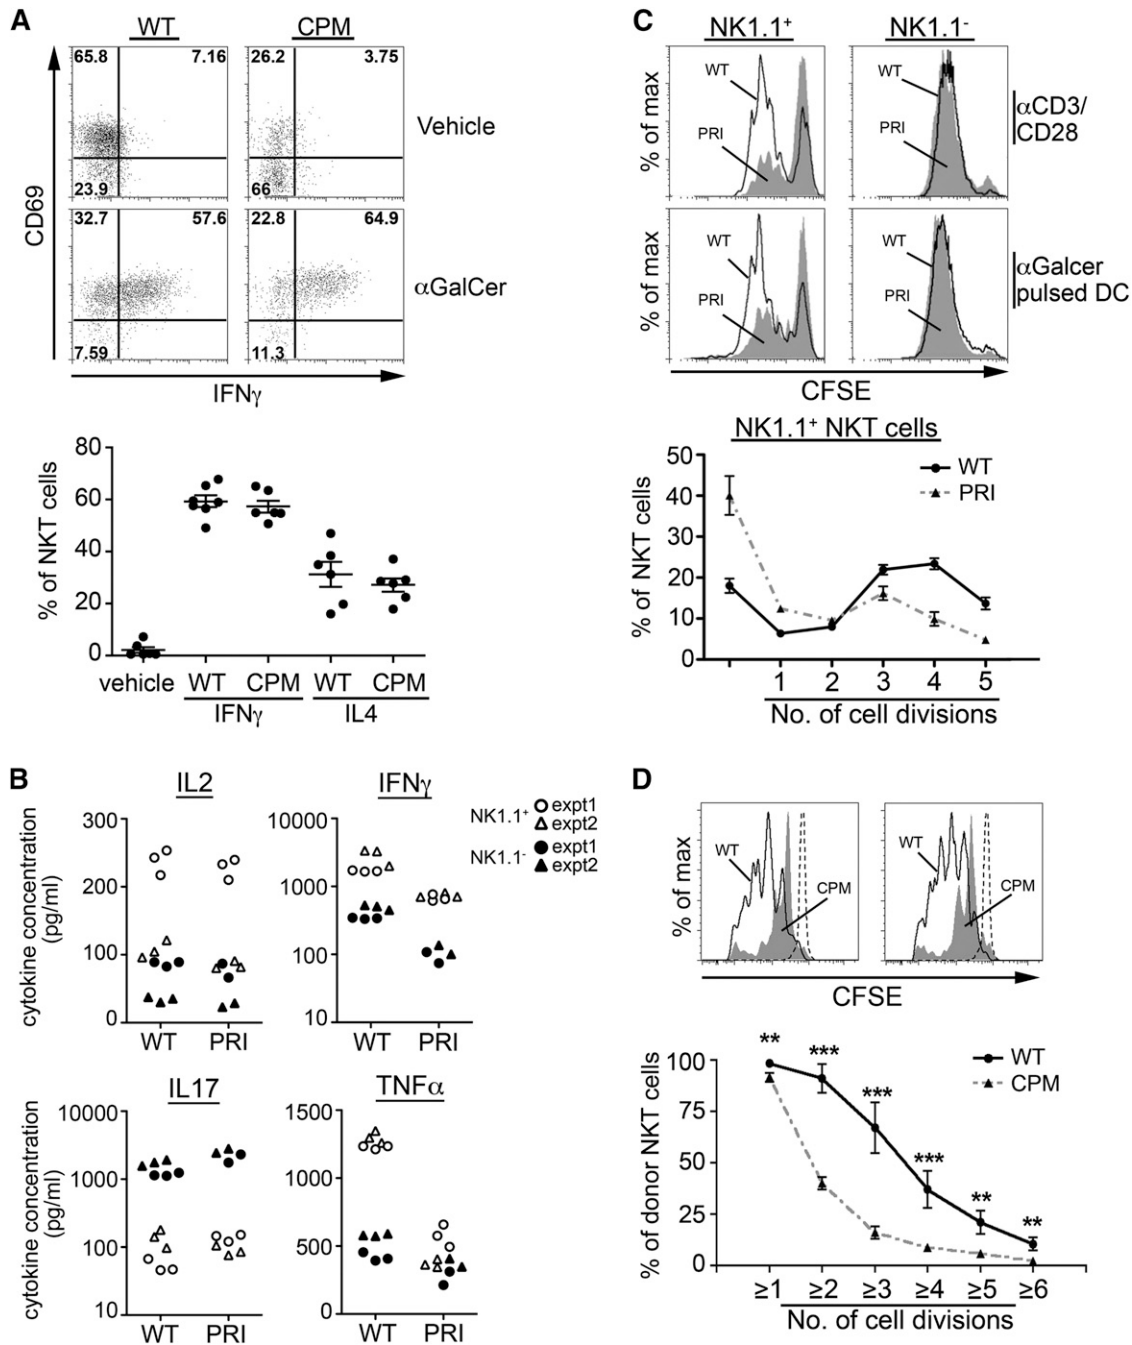 A
WT
CPM
65.8
7.16
26.2
3.75
23.9
66
Vehicle
32.7
57.6
22.8
64.9
7.59
11.3
αGalCer
CD69
IFNγ
80
60
40
20
0
% of NKT cells
vehicle
WT
CPM
WT
CPM
IFNγ
IL4
B
IL2
300
200
100
0
cytokine concentration
(pg/ml)
WT
PRI
IFNγ
10000
1000
100
10
WT
PRI
NK1.1+
expt1
expt2
NK1.1-
expt1
expt2
IL17
10000
1000
100
10
cytokine concentration
(pg/ml)
WT
PRI
TNFα
1500
1000
500
0
WT
PRI
C
NK1.1+
NK1.1-
% of max
WT
PRI
WT
PRI
αCD3/
CD28
% of max
WT
PRI
WT
PRI
αGalcer
pulsed DC
CFSE
NK1.1+ NKT cells
50
40
30
20
10
0
% of NKT cells
WT
PRI
1
2
3
4
5
No. of cell divisions
D
% of max
WT
CPM
WT
CPM
CFSE
100
75
50
25
0
% of donor NKT cells
**
***
***
***
**
**
WT
CPM
≥1
≥2
≥3
≥4
≥5
≥6
No. of cell divisions